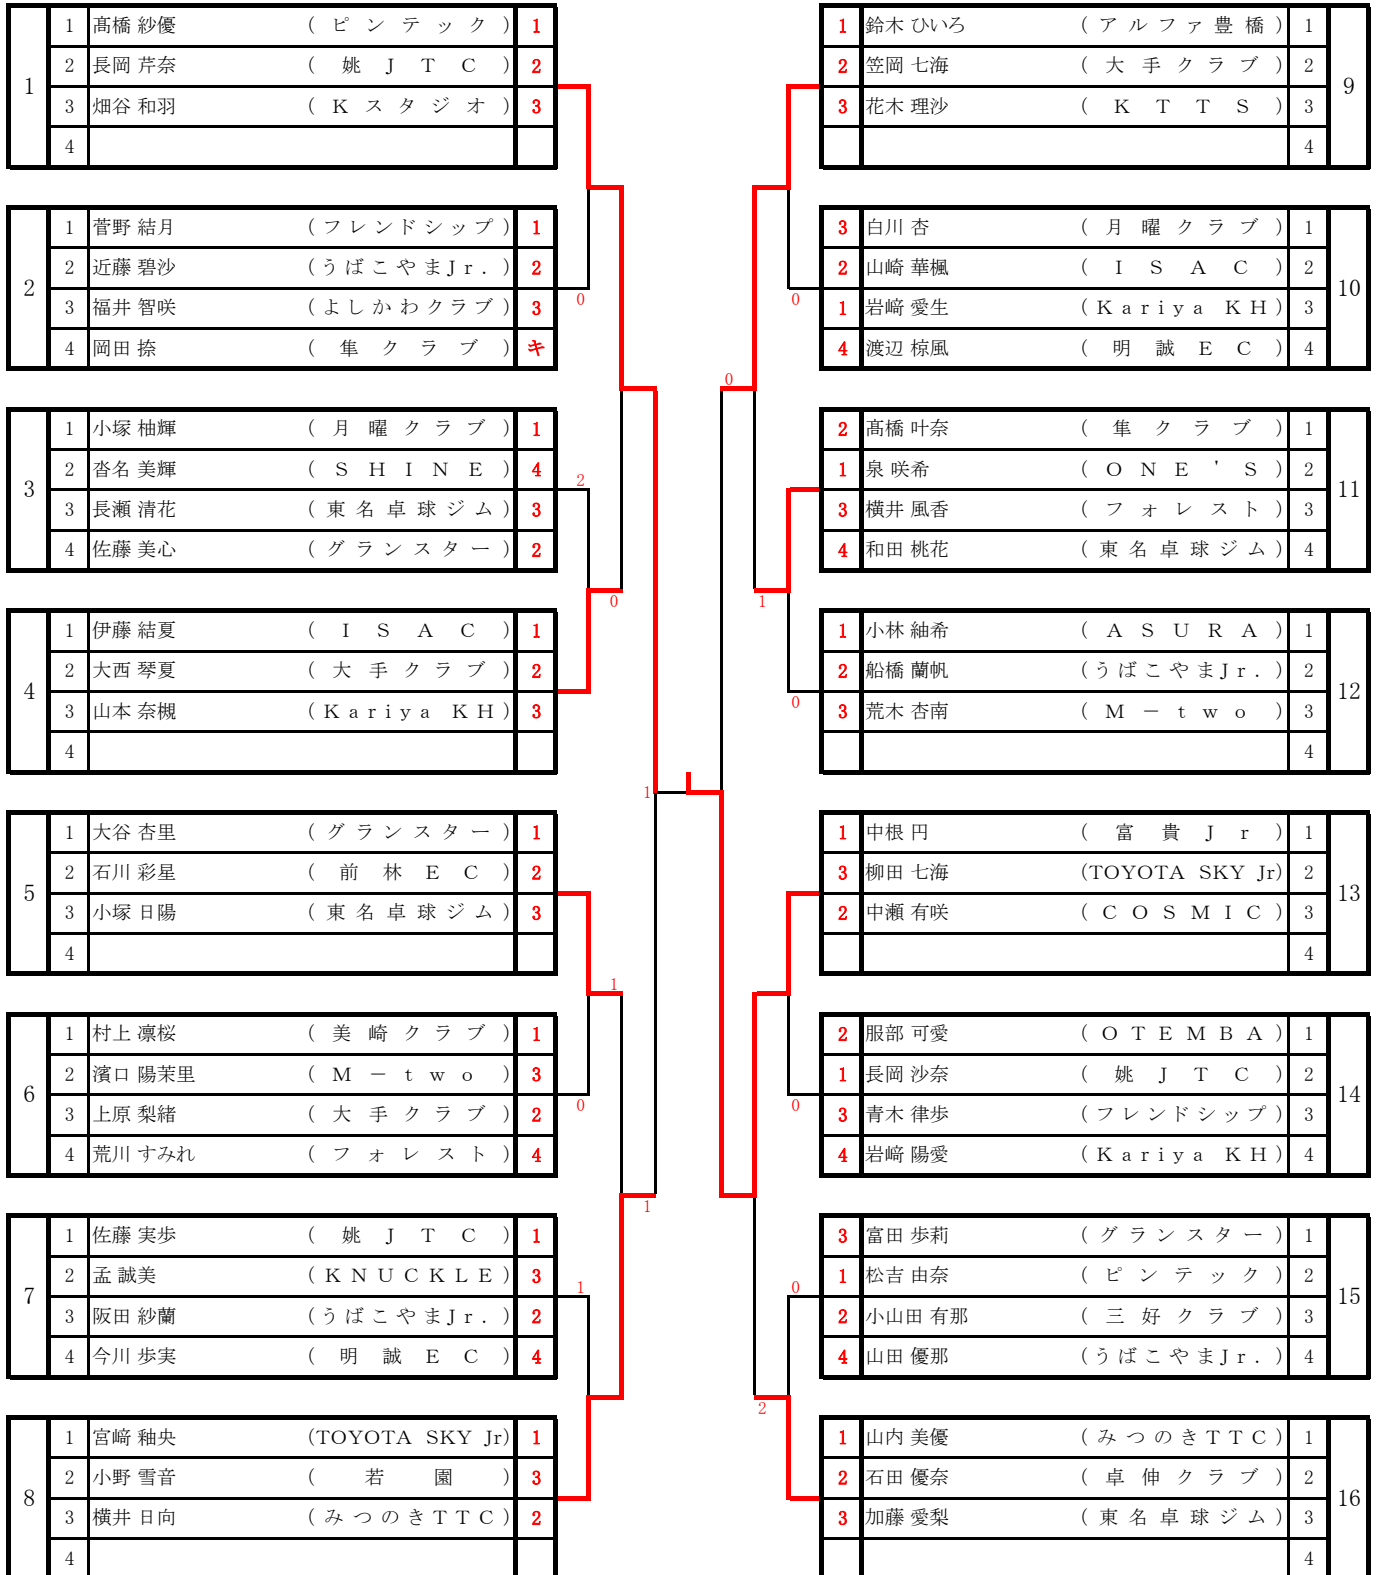 1 髙橋 紗優 (ピンテック) 1
2 長岡 芹奈 (姚JTC) 2
1
3 畑谷 和羽 (Kスタジオ) 3
4
1 菅野 結月 (フレンドシップ) 1
2 近藤 碧沙 (うばこやまJr.) 2
2
3 福井 智咲 (よしかわクラブ) 3
4 岡田 捺 (隼クラブ) キ
0
1 小塚 柚輝 (月曜クラブ) 1
2 沓名 美輝 (SHINE) 4
3
3 長瀬 清花 (東名卓球ジム) 3
4 佐藤 美心 (グランスター) 2
2
0
1 伊藤 結夏 (ISAC) 1
2 大西 琴夏 (大手クラブ) 2
4
3 山本 奈槻 (Kariya KH) 3
4
1
1 大谷 杏里 (グランスター) 1
2 石川 彩星 (前林EC) 2
5
3 小塚 日陽 (東名卓球ジム) 3
4
1
1 村上 凛桜 (美崎クラブ) 1
2 濱口 陽茉里 (M－two) 3
6
3 上原 梨緒 (大手クラブ) 2
4 荒川 すみれ (フォレスト) 4
0
1
1 佐藤 実歩 (姚JTC) 1
2 孟 誠美 (KNUCKLE) 3
7
3 阪田 紗蘭 (うばこやまJr.) 2
4 今川 歩実 (明誠EC) 4
1
1 宮﨑 釉央 (TOYOTA SKY Jr) 1
2 小野 雪音 (若園) 3
8
3 横井 日向 (みつのきTTC) 2
4
1 鈴木 ひいろ (アルファ豊橋) 1
2 笠岡 七海 (大手クラブ) 2
9
3 花木 理沙 (KTTS) 3
4
3 白川 杏 (月曜クラブ) 1
2 山崎 華楓 (ISAC) 2
10
1 岩﨑 愛生 (Kariya KH) 3
4 渡辺 椋風 (明誠EC) 4
0
0
2 髙橋 叶奈 (隼クラブ) 1
1 泉 咲希 (ONE'S) 2
11
3 横井 風香 (フォレスト) 3
4 和田 桃花 (東名卓球ジム) 4
1
1 小林 紬希 (ASURA) 1
2 船橋 蘭帆 (うばこやまJr.) 2
12
3 荒木 杏南 (M－two) 3
4
0
1 中根 円 (富貴Jr) 1
3 柳田 七海 (TOYOTA SKY Jr) 2
13
2 中瀬 有咲 (COSMIC) 3
4
2 服部 可愛 (OTEMBA) 1
1 長岡 沙奈 (姚JTC) 2
14
3 青木 律歩 (フレンドシップ) 3
4 岩﨑 陽愛 (Kariya KH) 4
0
3 富田 歩莉 (グランスター) 1
1 松吉 由奈 (ピンテック) 2
15
2 小山田 有那 (三好クラブ) 3
4 山田 優那 (うばこやまJr.) 4
0
2
1 山内 美優 (みつのきTTC) 1
2 石田 優奈 (卓伸クラブ) 2
16
3 加藤 愛梨 (東名卓球ジム) 3
4